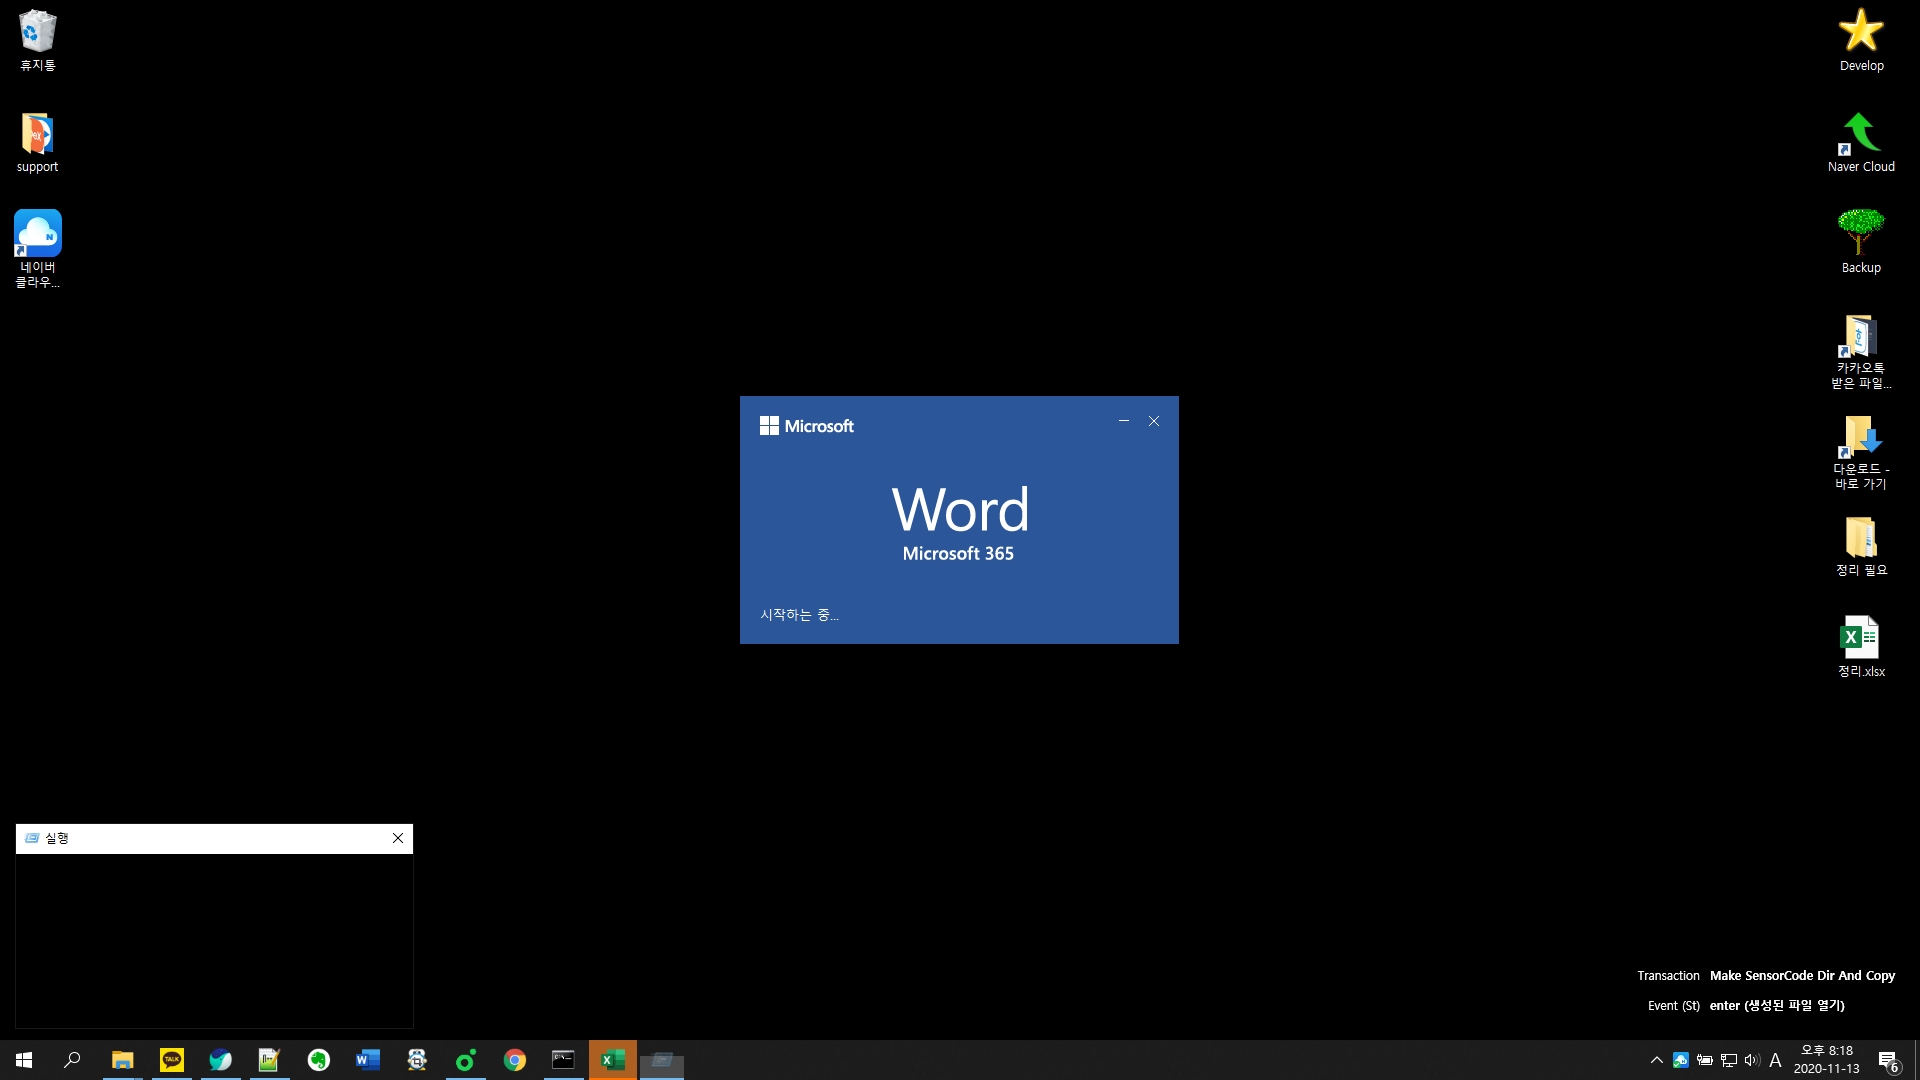 휴지통
support
네이버
클라우...
Develop
Naver Cloud
Backup
카카오톡
받은 파일...
다운로드 -
바로 가기
정리 필요
정리.xlsx
Microsoft
Word
Microsoft 365
시작하는 중...
실행
Transaction Make SensorCode Dir And Copy
Event (St) enter (생성된 파일 열기)
TALK
A
오후 8:18
2020-11-13
6